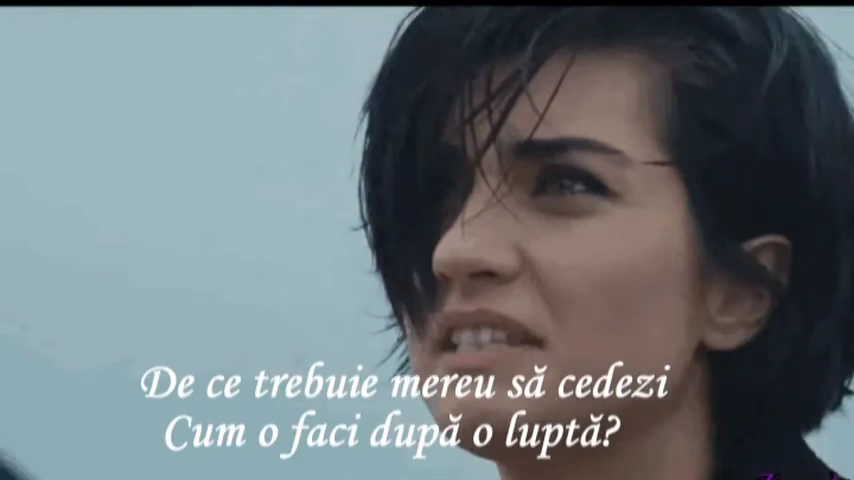 De ce trebuie mereu să cedezi
Cum o faci după o luptă?